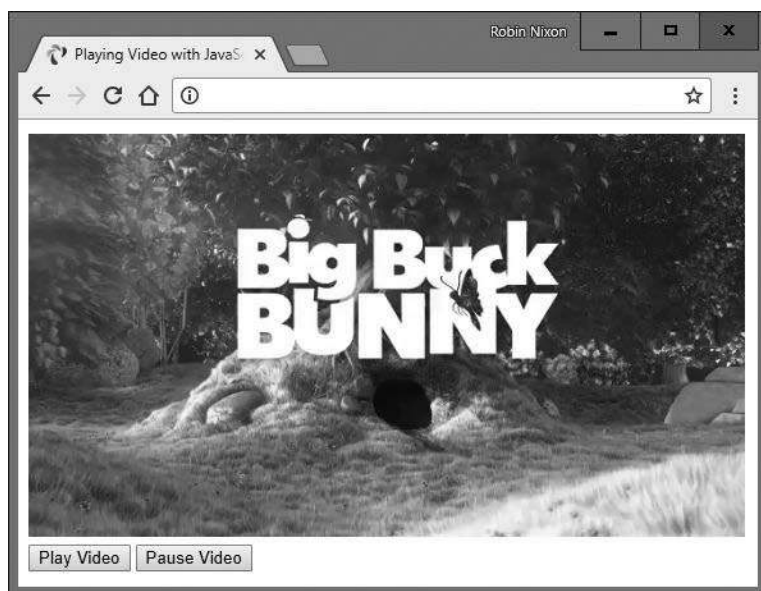 Robin Nixon
Playing Video with JavaS
Big Buck
BUNNY
Play Video Pause Video